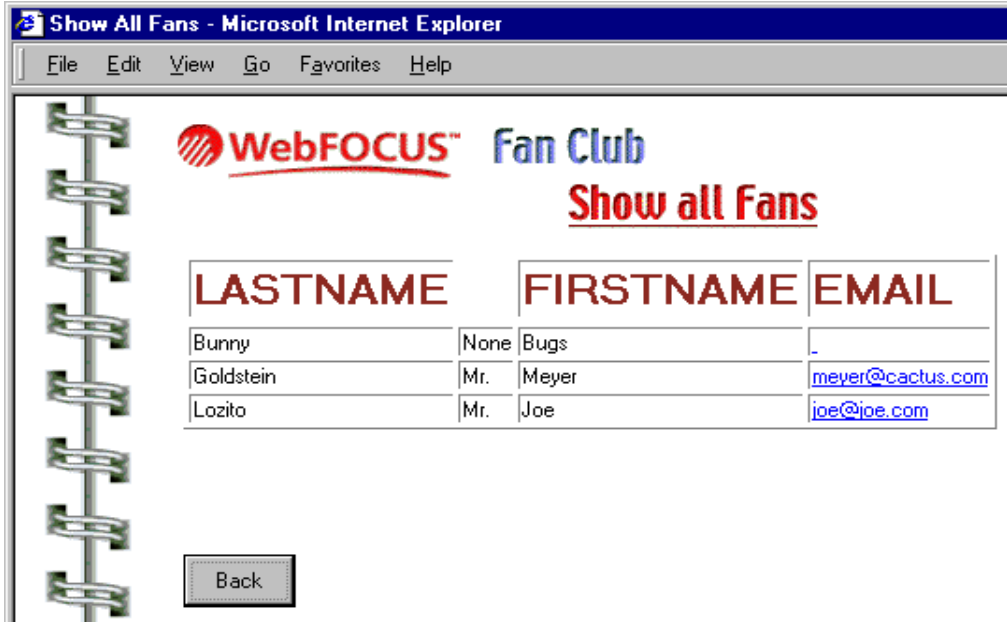 Show All Fans - Microsoft Internet Explorer
File Edit View Go Favorites Help
WebFOCUS™ Fan Club
Show all Fans
LASTNAME FIRSTNAME EMAIL
Bunny None Bugs
Goldstein Mr. Meyer meyer@cactus.com
Lozito Mr. Joe joe@joe.com
Back